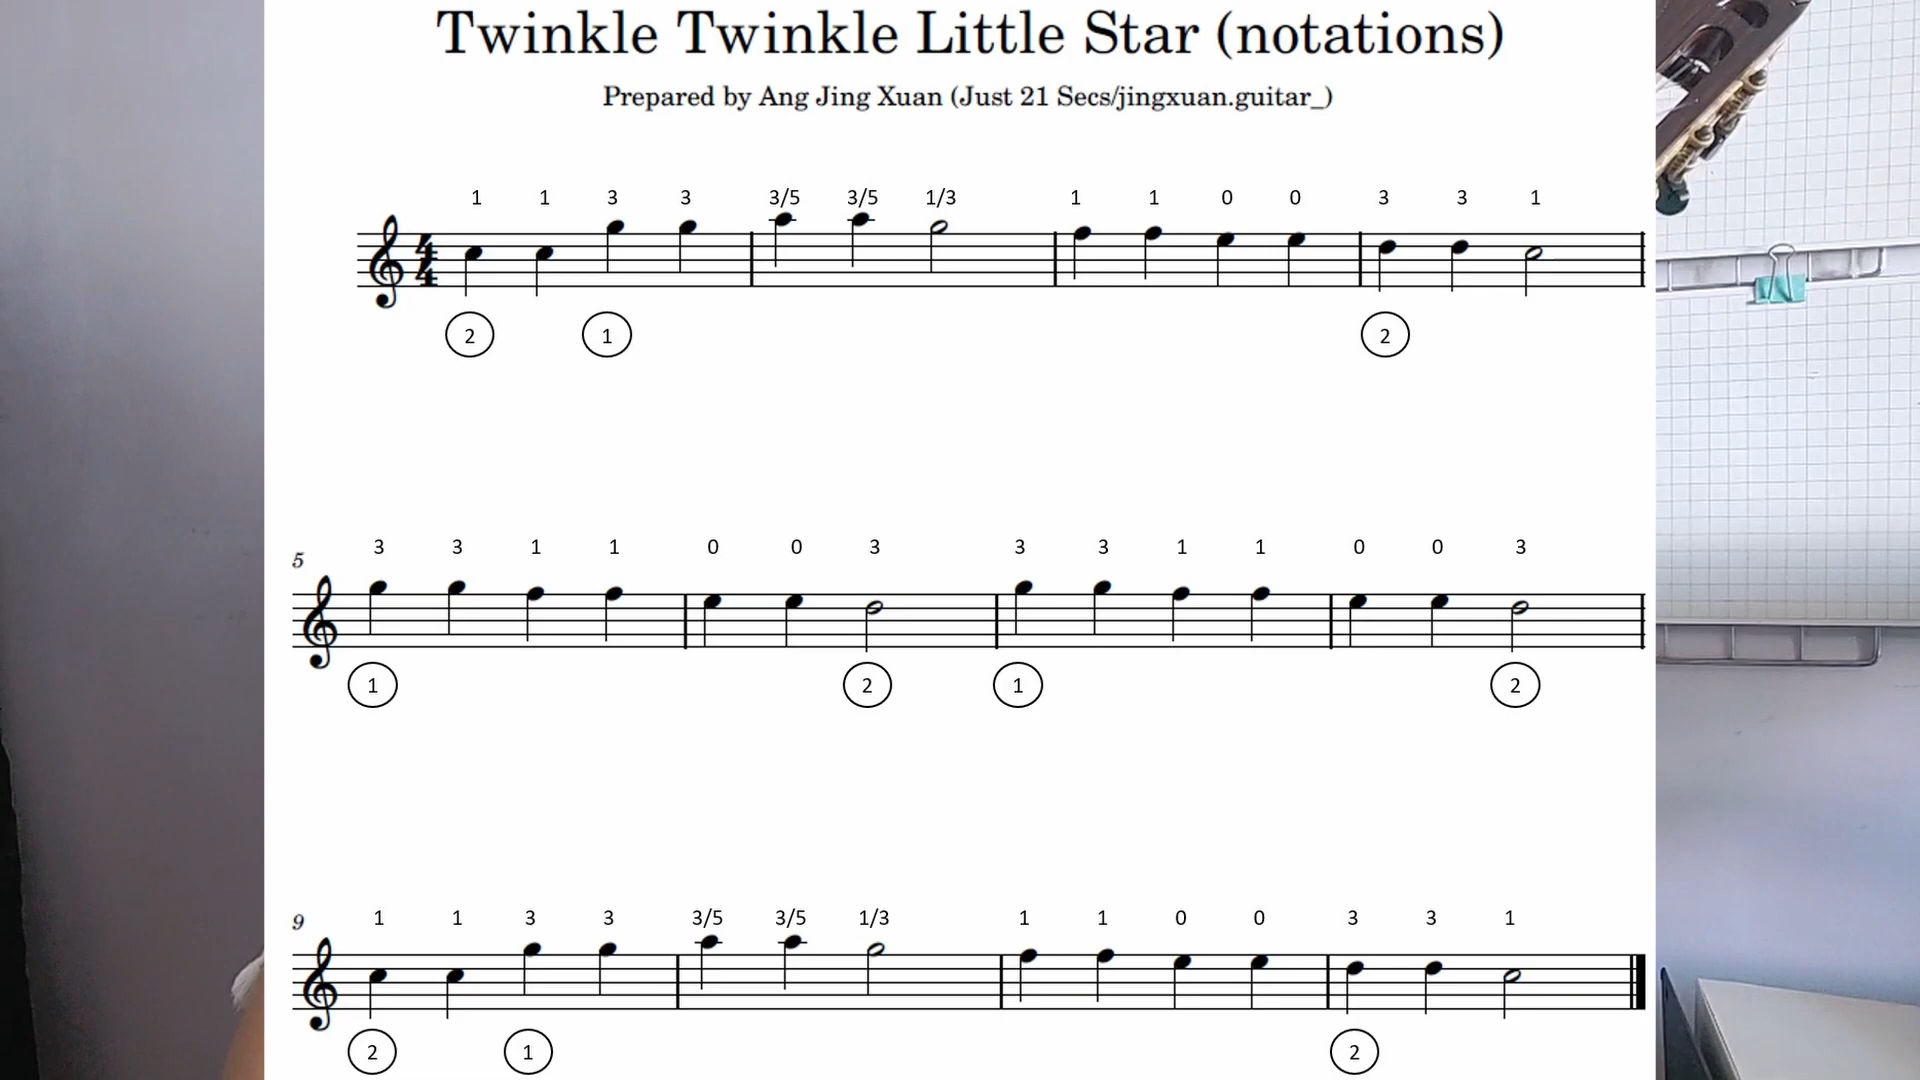 Twinkle Twinkle Little Star (notations)
Prepared by Ang Jing Xuan (Just 21 Secs/jingxuan.guitar_)
1 1 3 3 3/5 3/5 1/3 1 1 0 0 3 3 1
4
4
2 1 2
5 3 3 1 1 0 0 3 3 3 1 1 0 0 3
1 2 1 2
9 1 1 3 3 3/5 3/5 1/3 1 1 0 0 3 3 1
2 1 2